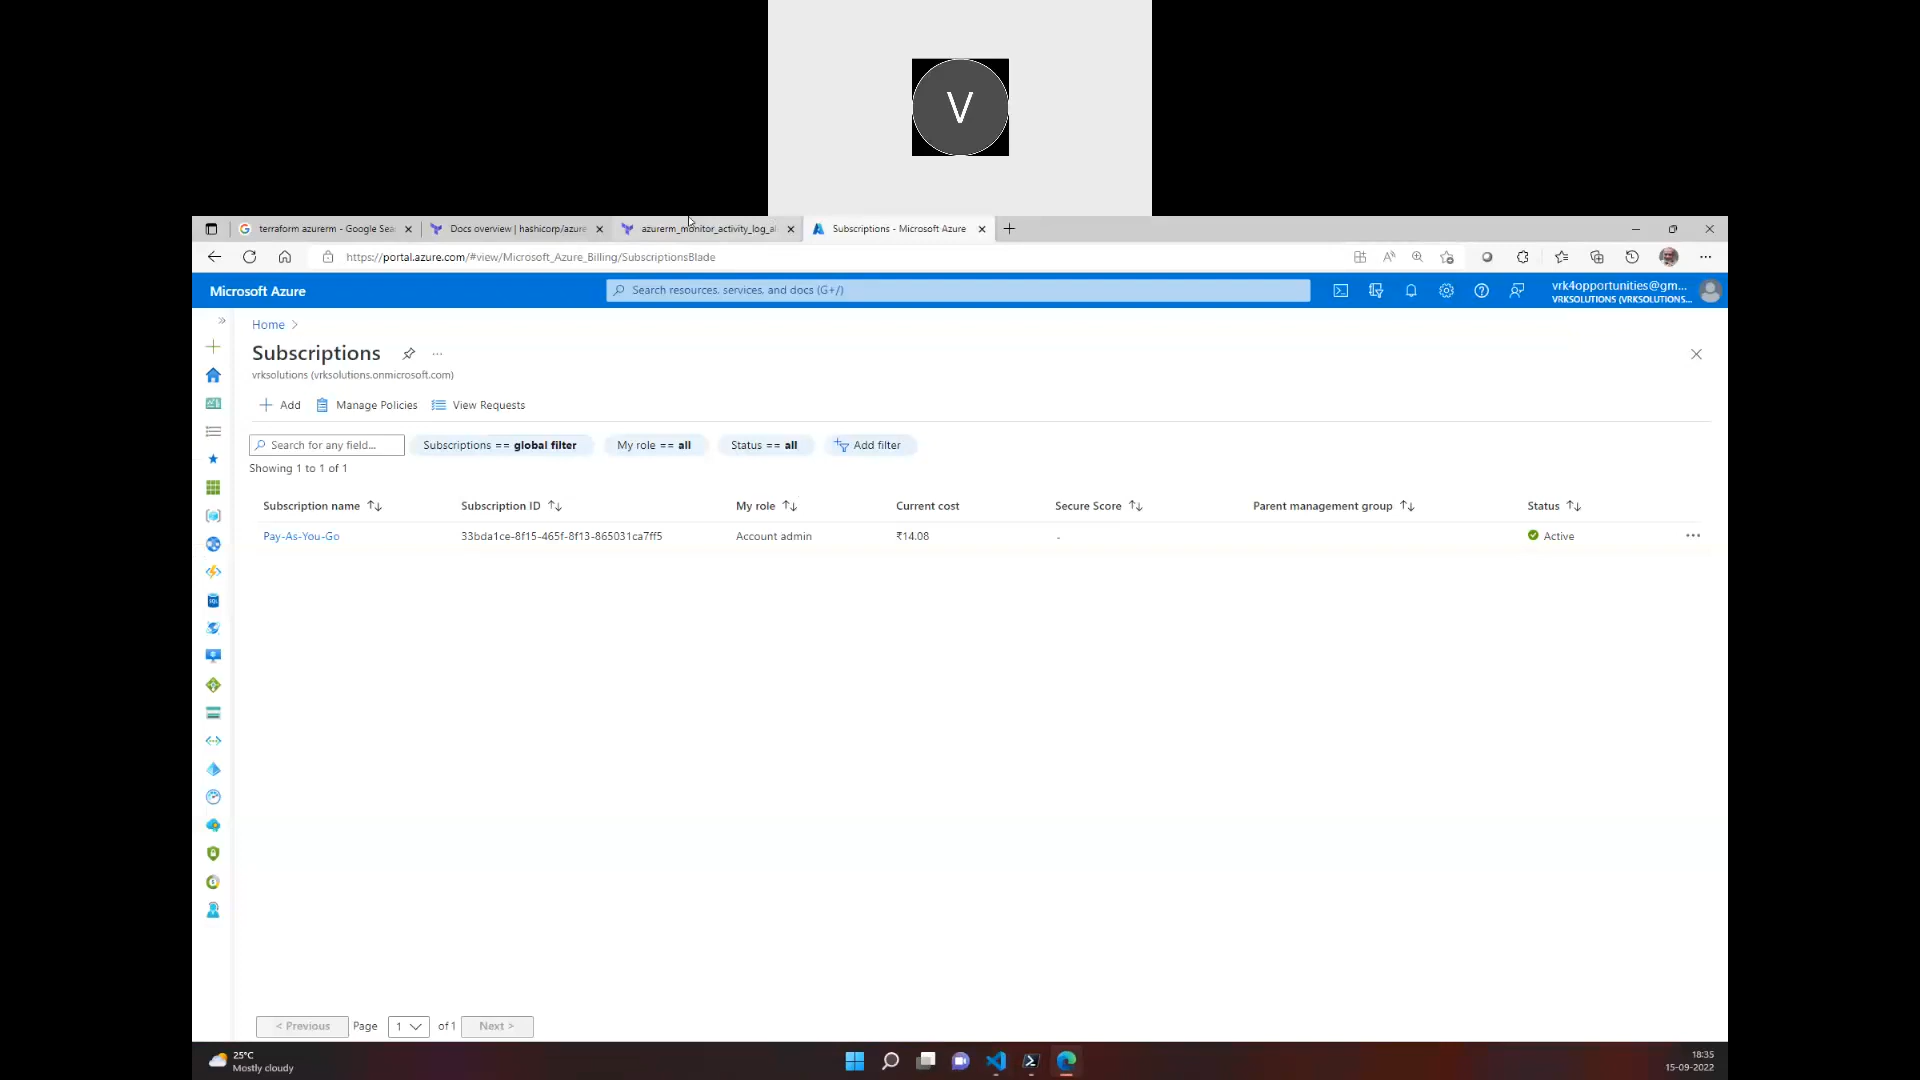 V
terraform azurerm - Google Sea
Docs overview | hashicorp/azure
azurerm_monitor_activity_log_al
Subscriptions - Microsoft Azure
https://portal.azure.com/#view/Microsoft_Azure_Billing/SubscriptionsBlade
Microsoft Azure
Search resources, services, and docs (G+/)
vrk4opportunities@gm...
VRKSOLUTIONS (VRKSOLUTIONS...
Home
Subscriptions
vrksolutions (vrksolutions.onmicrosoft.com)
Add Manage Policies View Requests
Search for any field... Subscriptions == global filter My role == all Status == all Add filter
Showing 1 to 1 of 1
Subscription name Subscription ID My role Current cost Secure Score Parent management group Status
Pay-As-You-Go 33bda1ce-8f15-465f-8f13-865031ca7ff5 Account admin ₹14.08 - Active
< Previous Page 1 of 1 Next >
25°C
Mostly cloudy
18:35
15-09-2022